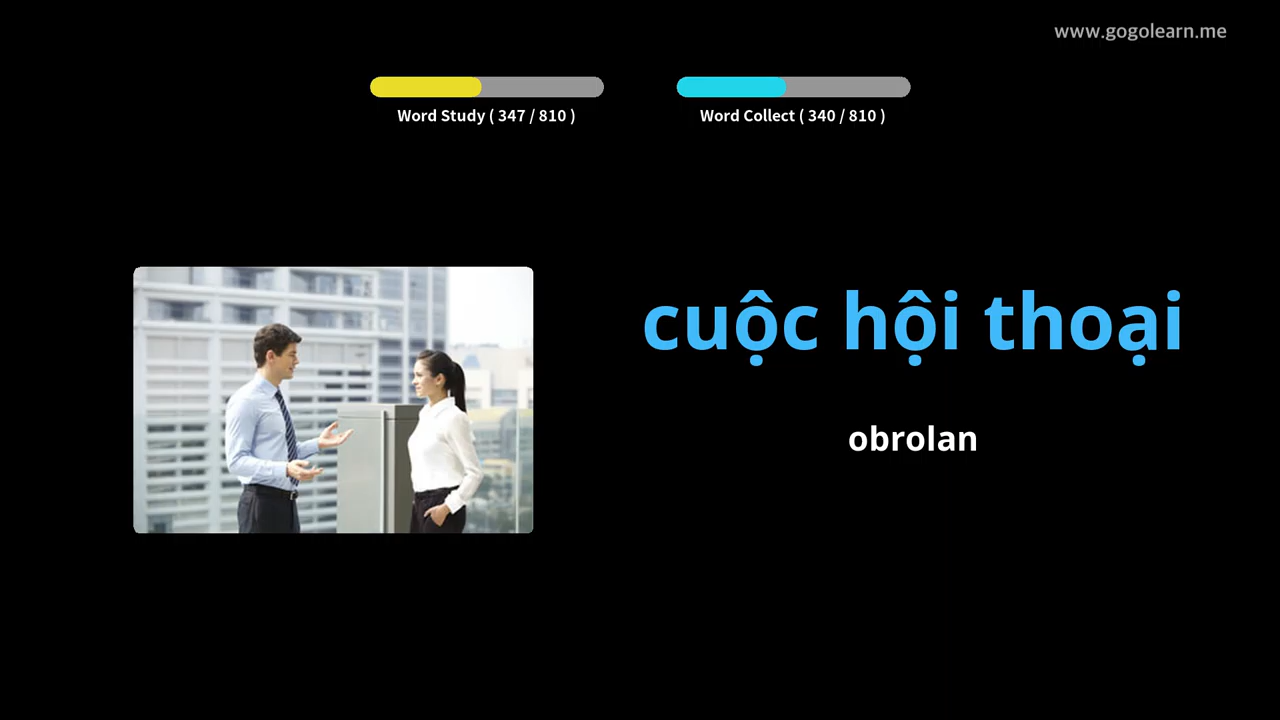 www.gogolearn.me
Word Study ( 347 / 810 )
Word Collect ( 340 / 810 )
cuộc hội thoại
obrolan